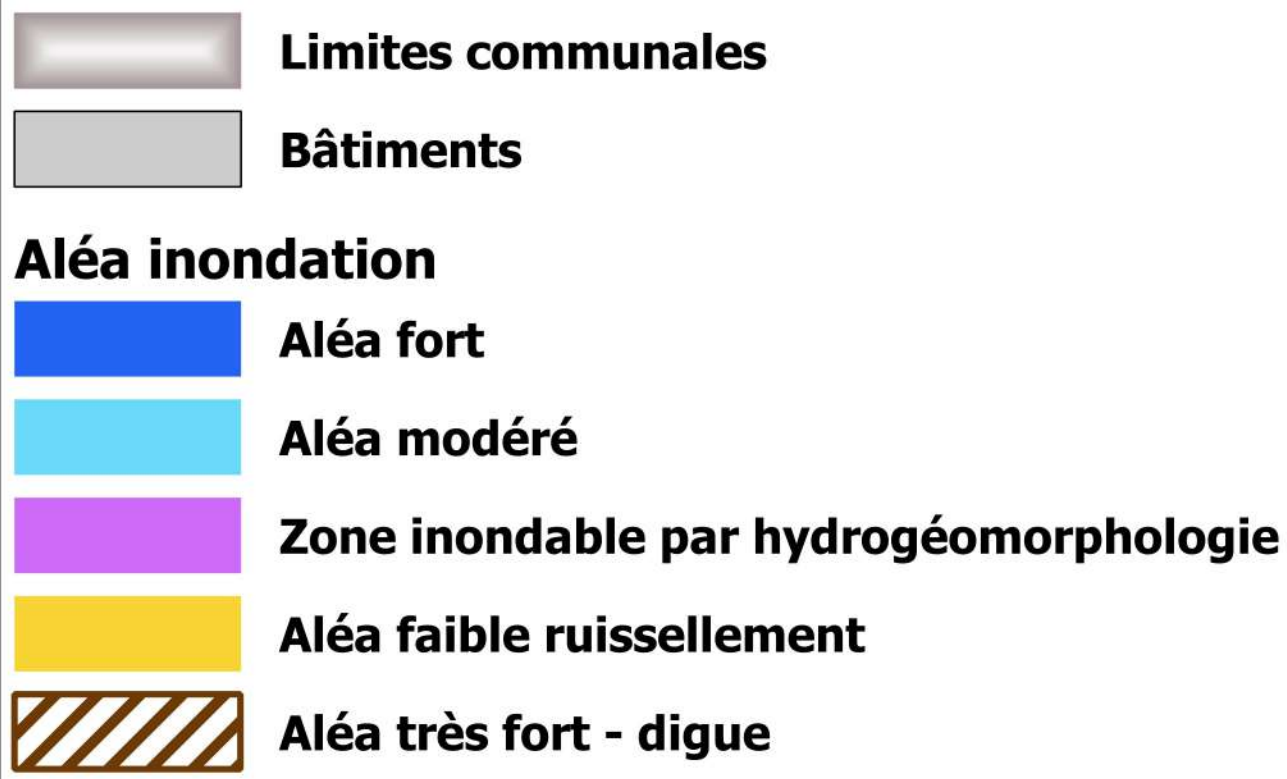 Limites communales
Bâtiments
Aléa inondation
Aléa fort
Aléa modéré
Zone inondable par hydrogéomorphologie
Aléa faible ruissellement
Aléa très fort - digue